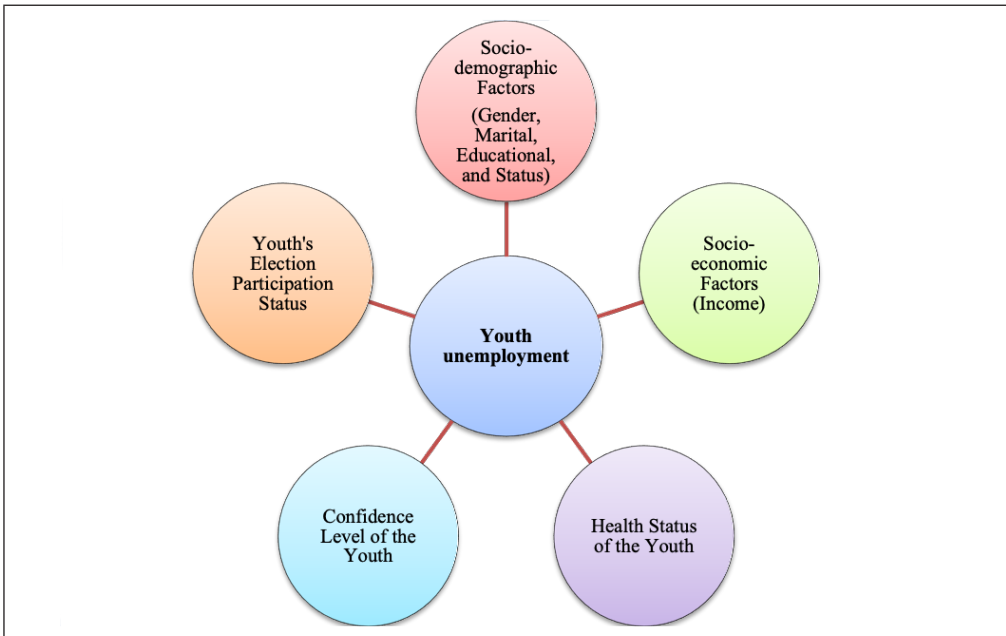 Socio-
demographic
Factors
(Gender,
Marital,
Educational,
and Status)
Youth's
Election
Participation
Status
Socio-
economic
Factors
(Income)
Youth
unemployment
Confidence
Level of the
Youth
Health Status
of the Youth